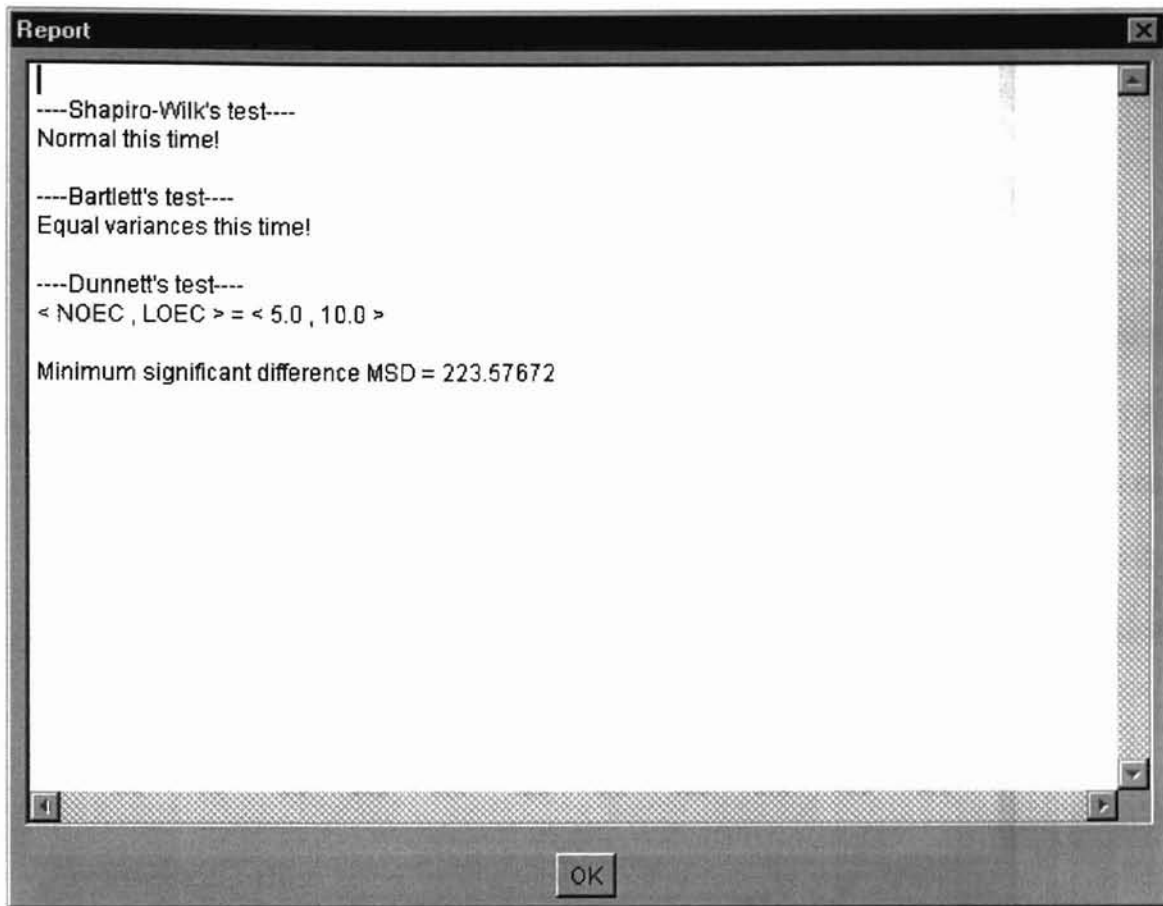 Report
----Shapiro-Wilk's test----
Normal this time!
----Bartlett's test----
Equal variances this time!
----Dunnett's test----
< NOEC , LOEC > = < 5.0 , 10.0 >
Minimum significant difference MSD = 223.57672
OK